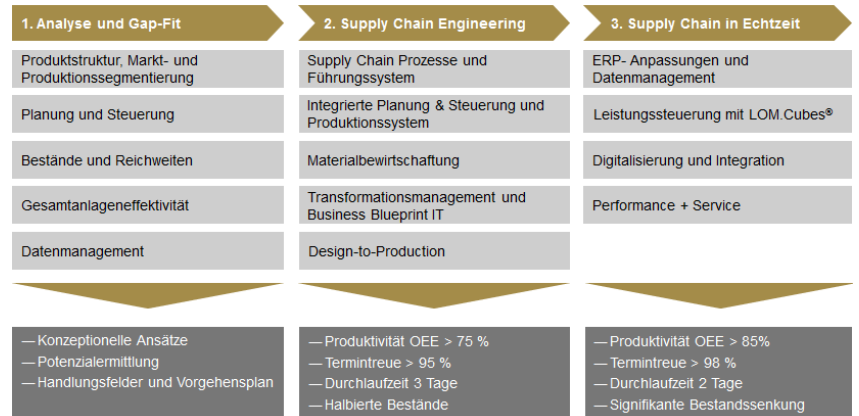 1. Analyse und Gap-Fit
Produktstruktur, Markt- und
Produktionssegmentierung
Planung und Steuerung
Bestände und Reichweiten
Gesamtanlageneffektivität
Datenmanagement
— Konzeptionelle Ansätze
— Potenzialermittlung
— Handlungsfelder und Vorgehensplan
2. Supply Chain Engineering
Supply Chain Prozesse und
Führungssystem
Integrierte Planung & Steuerung und
Produktionssystem
Materialbewirtschaftung
Transformationsmanagement und
Business Blueprint IT
Design-to-Production
— Produktivität OEE > 75 %
— Termintreue > 95 %
— Durchlaufzeit 3 Tage
— Halbierte Bestände
3. Supply Chain in Echtzeit
ERP- Anpassungen und
Datenmanagement
Leistungssteuerung mit LOM.Cubes®
Digitalisierung und Integration
Performance + Service
— Produktivität OEE > 85%
— Termintreue > 98 %
— Durchlaufzeit 2 Tage
— Signifikante Bestandssenkung